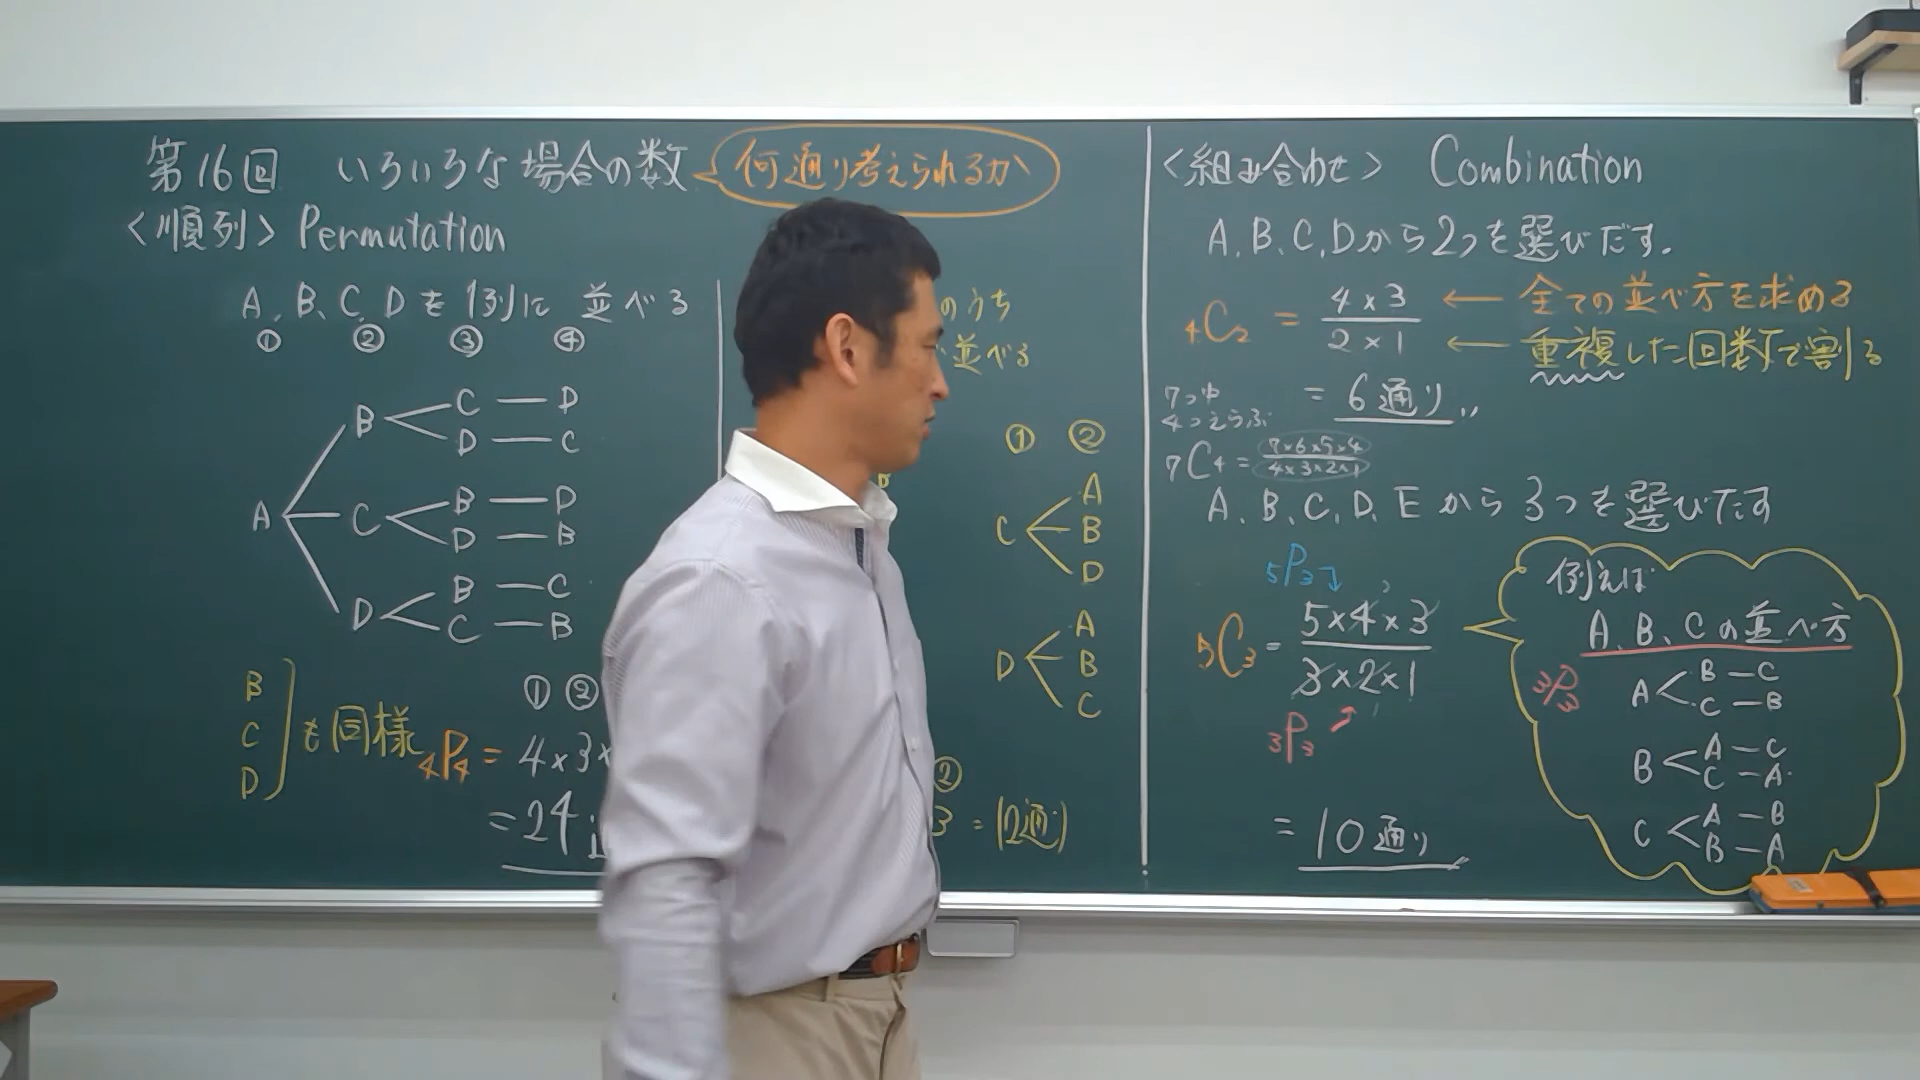 第16回 いろいろな場合の数
何通り考えられるか
<順列> Permutation
A、B、C、Dを1列に並べる
① ② ③ ④
A
B C — D
D — C
C B — D
D — B
D B — C
C — B
B
C
D
も同様
① ②
₄P₄ = 4×3×
=24
のうち
並べる
① ②
C A
B
D
D A
B
C
②
3 = 12通り
<組み合わせ> Combination
A、B、C、Dから2つを選びだす。
₄C₂ = 4×3 / 2×1
← 全ての並べ方を求める
← 重複した回数で割る
= 6通り〃
7つ中
4つえらぶ
₇C₄ = 7×6×5×4 / 4×3×2×1
A、B、C、D、Eから3つを選びだす
₅P₃
₅C₃ = 5×4×3 / 3×2×1
₃P₃
= 10通り
例えば
A、B、Cの並べ方
₃P₃
A B — C
C — B
B A — C
C — A
C A — B
B — A